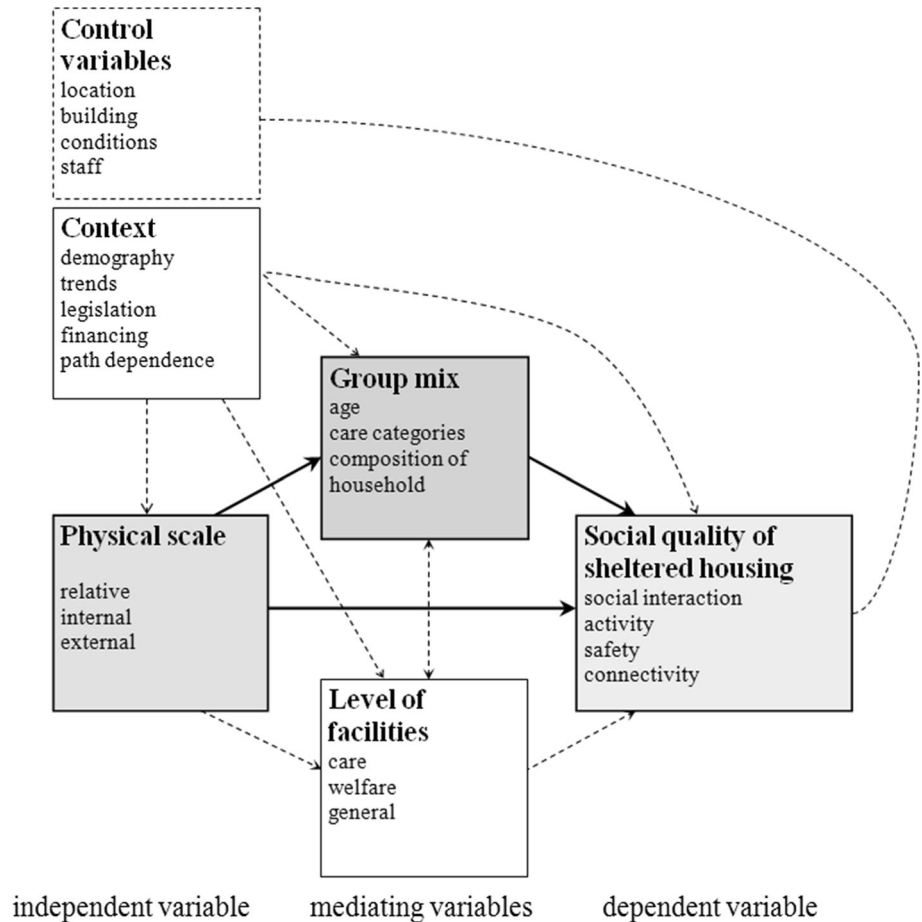 Control
variables
location
building
conditions
staff
Context
demography
trends
legislation
financing
path dependence
Group mix
age
care categories
composition of
household
Physical scale
relative
internal
external
Social quality of
sheltered housing
social interaction
activity
safety
connectivity
Level of
facilities
care
welfare
general
independent variable
mediating variables
dependent variable